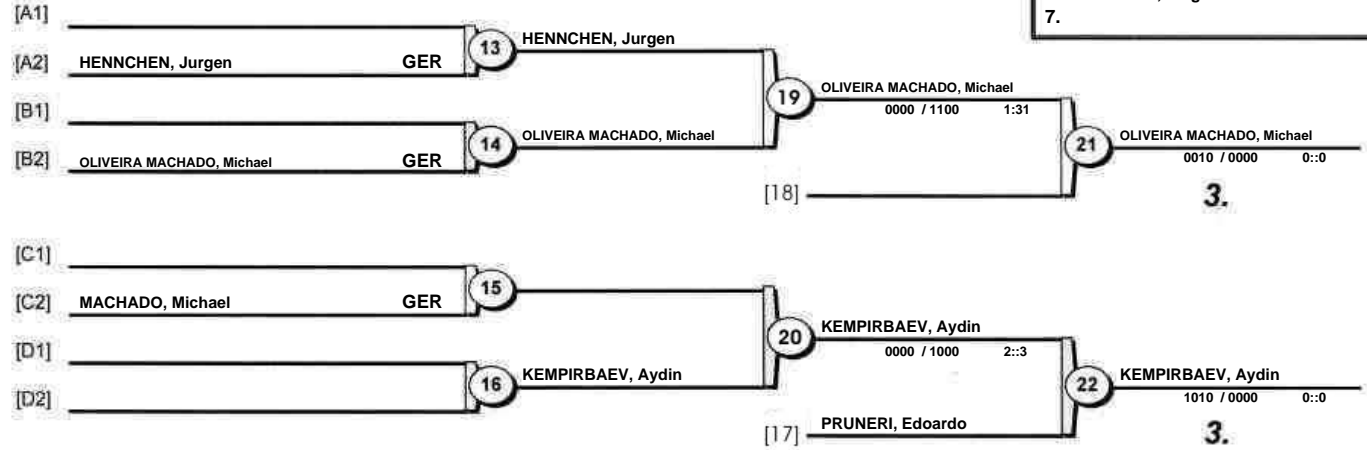 [A1]
7.
13 HENNCHEN, Jurgen
[A2] HENNCHEN, Jurgen GER
19 OLIVEIRA MACHADO, Michael
0000 / 1100 1:31
[B1]
14 OLIVEIRA MACHADO, Michael
21 OLIVEIRA MACHADO, Michael
0010 / 0000 0::0
[B2] OLIVEIRA MACHADO, Michael GER
[18]
3.
[C1]
15
[C2] MACHADO, Michael GER
20 KEMPIRBAEV, Aydin
0000 / 1000 2::3
[D1]
16 KEMPIRBAEV, Aydin
22 KEMPIRBAEV, Aydin
1010 / 0000 0::0
[D2]
[17] PRUNERI, Edoardo
3.